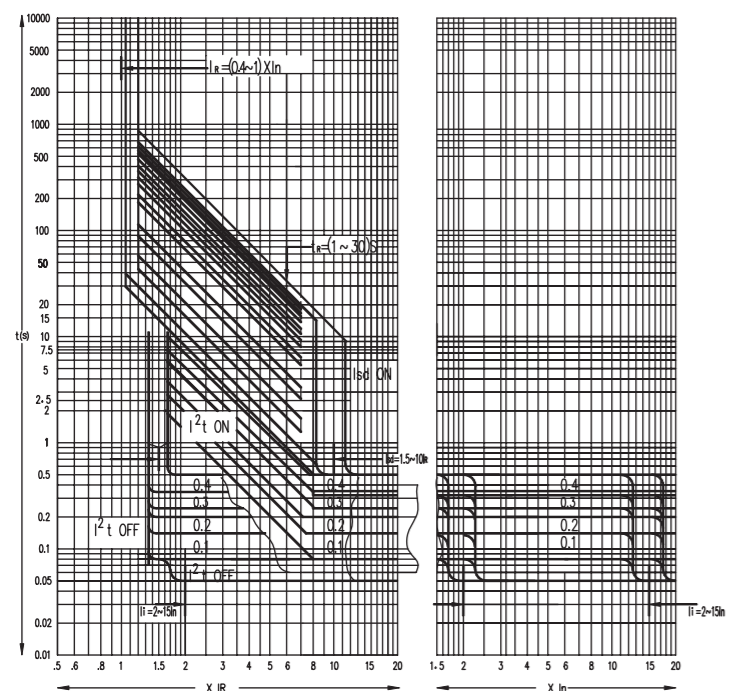 10000
5000
2000
1000
500
200
100
50
20
15
t(s)
10
7.5
5
2.5
2
1
0.5
0.2
0.1
0.05
0.02
0.01
IR=(0.4~1)XIn
tR=(1~30)S
Isd ON
I²t ON
Isd=1.5~10IR
0.4 0.4 0.4
0.3 0.3 0.3
I²t OFF 0.2 0.2 0.2
0.1 0.1 0.1
I²t OFF
Ii=2~15In Ii=2~15In
.5 .6 .8 1 1.5 2 3 4 5 6 8 10 15 20 1.5 2 3 4 5 6 8 10 15 20
X IR X In